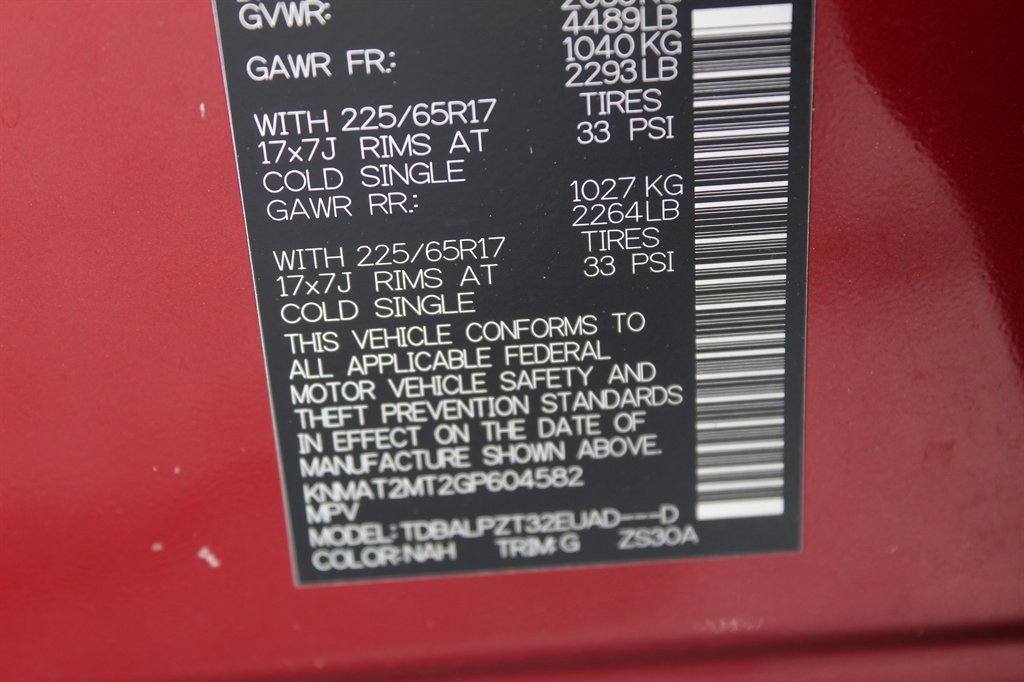 GVWR:
4489LB
GAWR FR.: 1040 KG
2293 LB
WITH 225/65R17 TIRES
17x7J RIMS AT 33 PSI
COLD SINGLE
GAWR RR.: 1027 KG
2264LB
WITH 225/65R17 TIRES
17x7J RIMS AT 33 PSI
COLD SINGLE
THIS VEHICLE CONFORMS TO
ALL APPLICABLE FEDERAL
MOTOR VEHICLE SAFETY AND
THEFT PREVENTION STANDARDS
IN EFFECT ON THE DATE OF
MANUFACTURE SHOWN ABOVE.
KNMAT2MT2GP604582
MPV
MODEL: TDBALPZT32EUAD---D
COLOR:NAH TRIM:G ZS30A